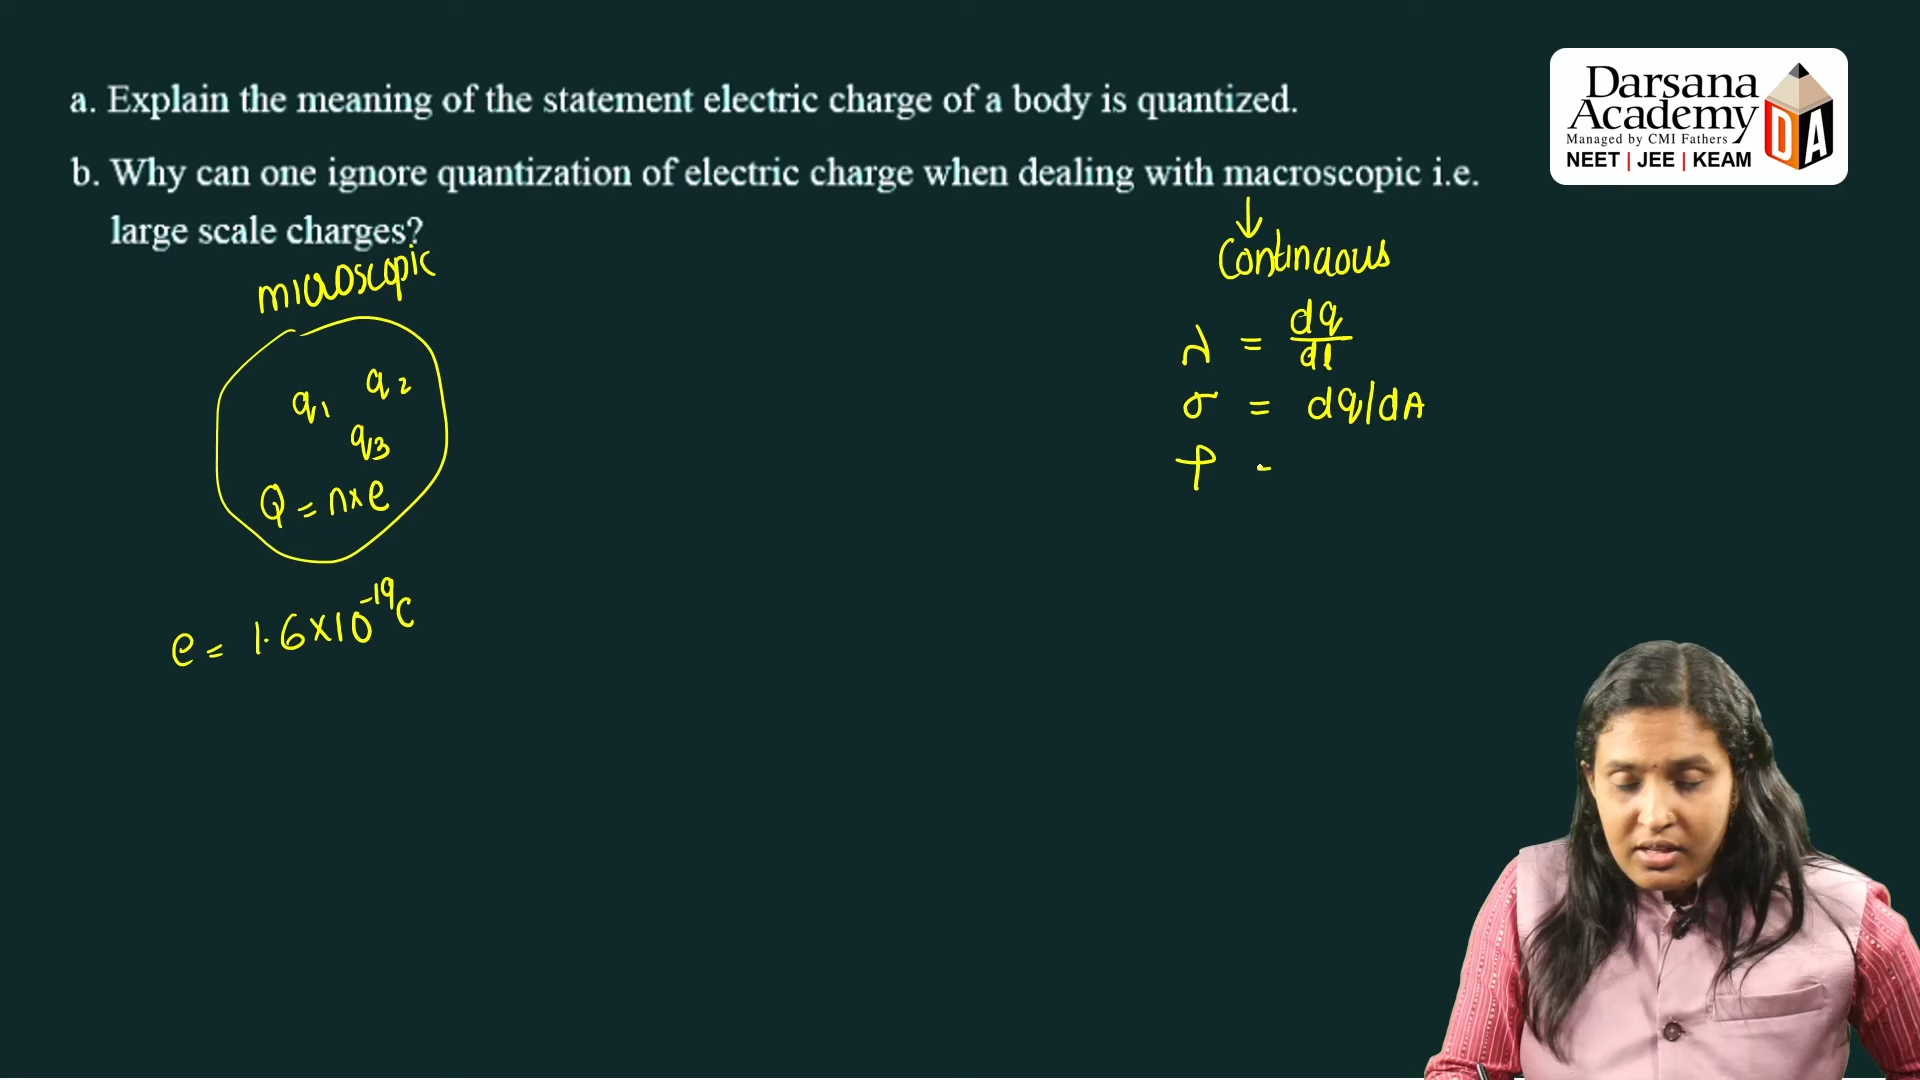 a. Explain the meaning of the statement electric charge of a body is quantized.
b. Why can one ignore quantization of electric charge when dealing with macroscopic i.e.
large scale charges?
Darsana
Academy
Managed by CMI Fathers
NEET | JEE | KEAM
DA
microscopic
q1 q2
q3
Q = n×e
e = 1.6×10⁻¹⁹C
↓
Continuous
λ = dq/dl
σ = dq/dA
ρ -